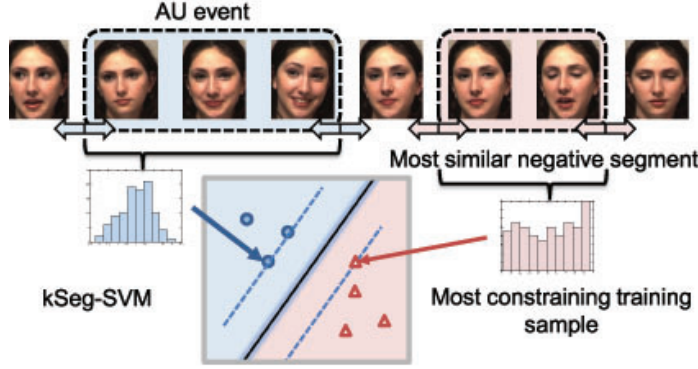 AU event
Most similar negative segment
kSeg-SVM
Most constraining training
sample